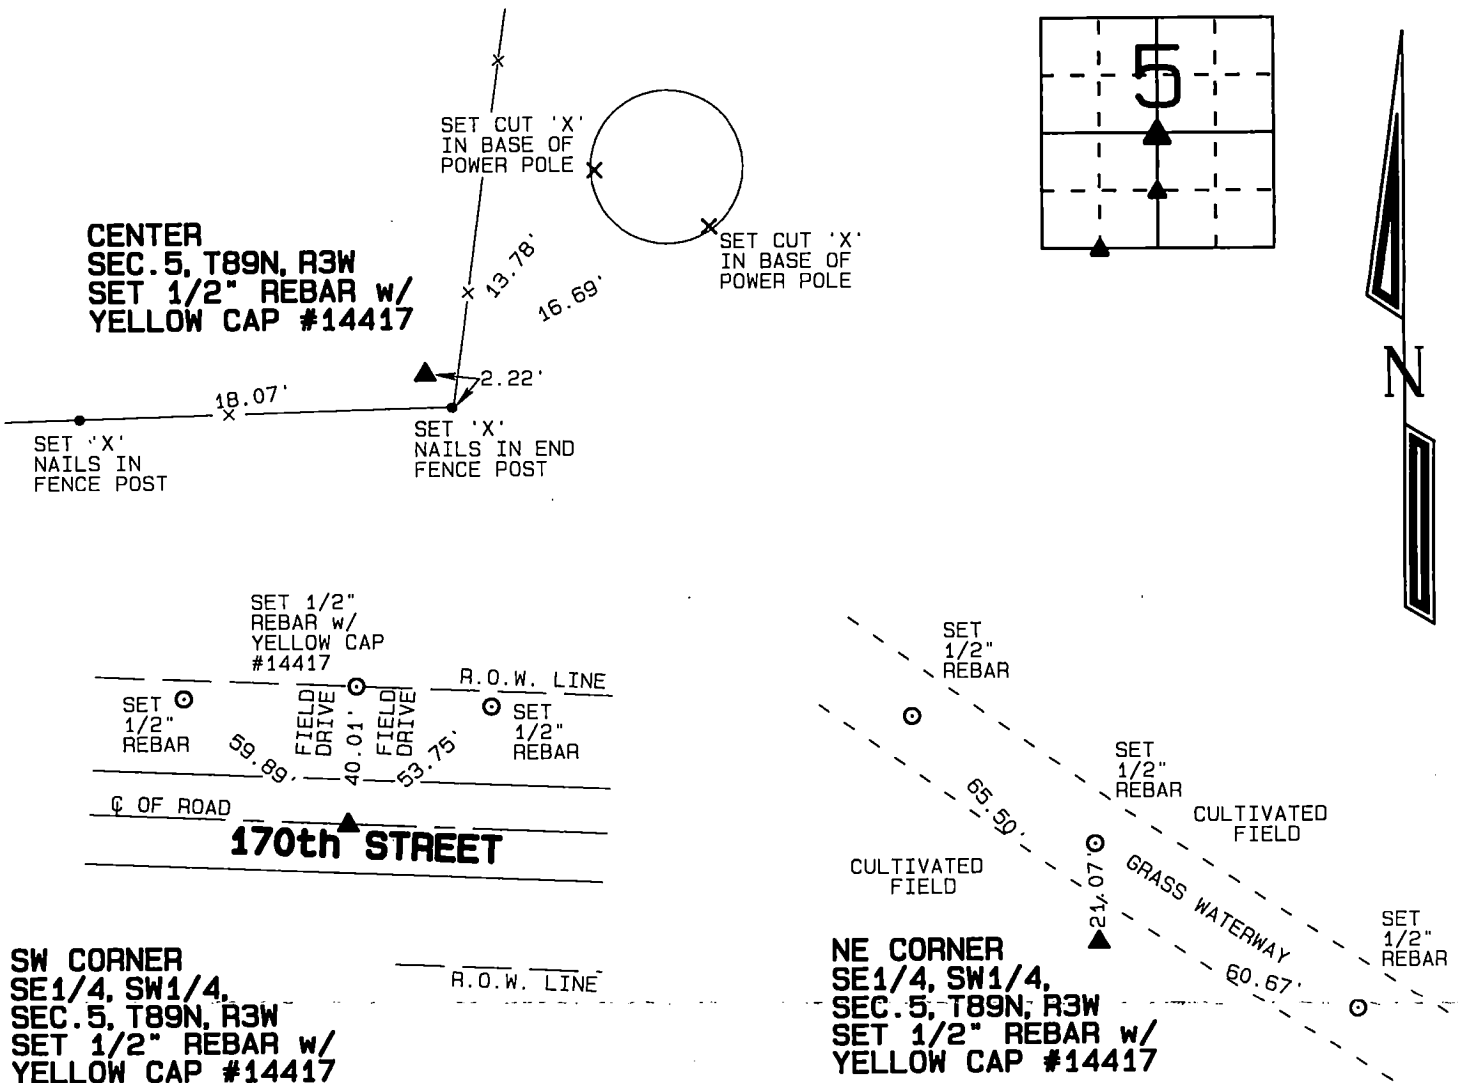 5
N
SET CUT 'X'
IN BASE OF
POWER POLE
SET CUT 'X'
IN BASE OF
POWER POLE
CENTER
SEC.5, T89N, R3W
SET 1/2" REBAR w/
YELLOW CAP #14417
13.78'
16.69'
2.22'
18.07'
SET 'X'
NAILS IN
FENCE POST
SET 'X'
NAILS IN END
FENCE POST
SET 1/2"
REBAR w/
YELLOW CAP
#14417
R.O.W. LINE
SET
1/2"
REBAR
FIELD
DRIVE
FIELD
DRIVE
SET
1/2"
REBAR
59.89'
40.01'
53.75'
℄ OF ROAD
170th STREET
R.O.W. LINE
SW CORNER
SE1/4, SW1/4,
SEC.5, T89N, R3W
SET 1/2" REBAR w/
YELLOW CAP #14417
SET
1/2"
REBAR
SET
1/2"
REBAR
CULTIVATED
FIELD
65.50'
CULTIVATED
FIELD
21.07'
GRASS WATERWAY
60.67'
SET
1/2"
REBAR
NE CORNER
SE1/4, SW1/4,
SEC.5, T89N, R3W
SET 1/2" REBAR w/
YELLOW CAP #14417